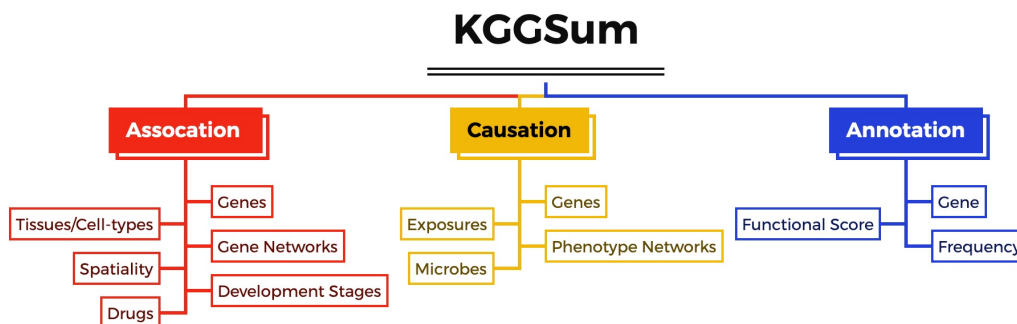 KGGSum
Assocation
Causation
Annotation
Genes
Tissues/Cell-types
Gene Networks
Spatiality
Development Stages
Drugs
Genes
Exposures
Phenotype Networks
Microbes
Gene
Functional Score
Frequency